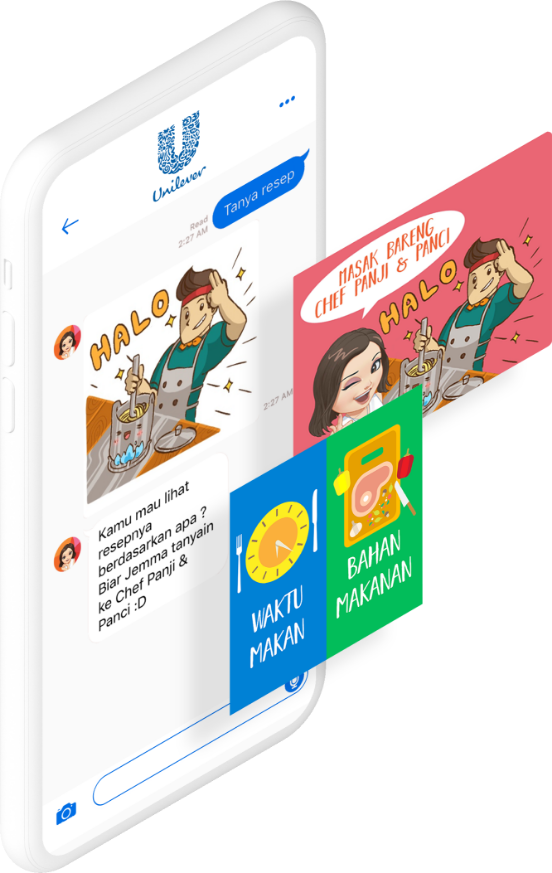 Unilever
Tanya resep
Read
2:27 AM
HALO
2:27 AM
Kamu mau lihat
resepnya
berdasarkan apa ?
Biar Jemma tanyain
ke Chef Panji &
Panci :D
MASAK BARENG
CHEF PANJI & PANCI
HALO
WAKTU
MAKAN
BAHAN
MAKANAN